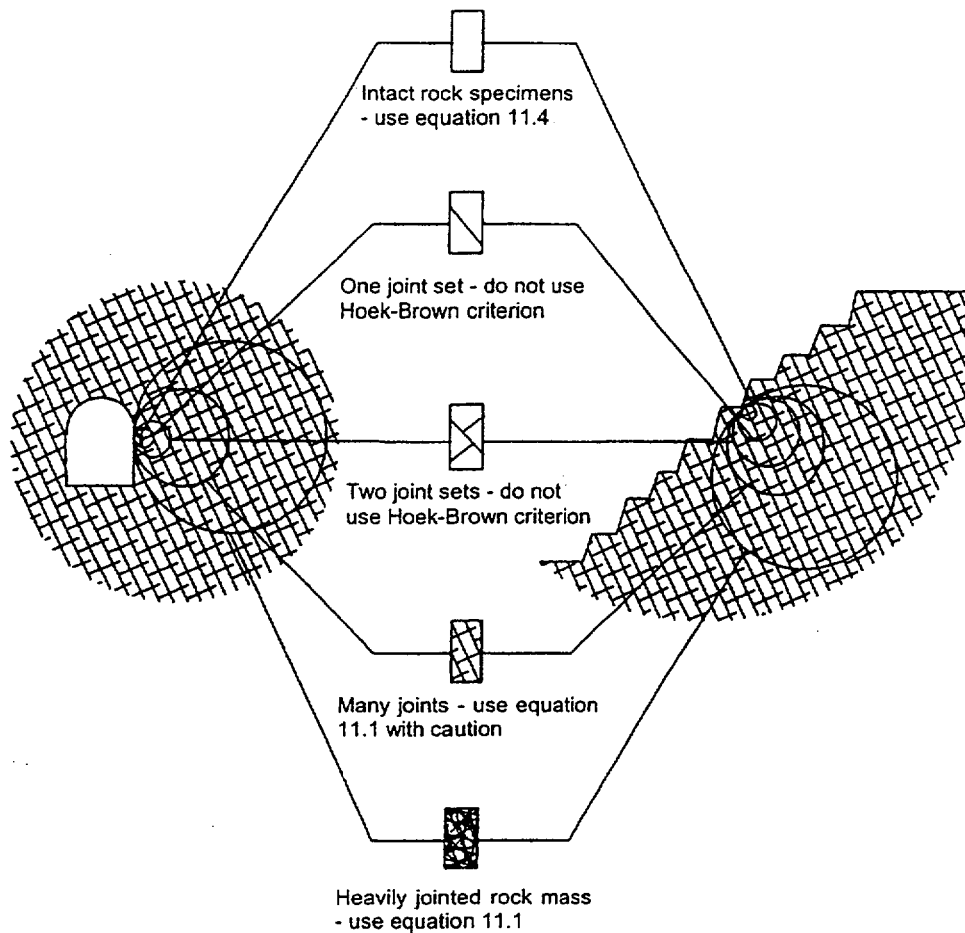 Intact rock specimens
- use equation 11.4
One joint set - do not use
Hoek-Brown criterion
Two joint sets - do not
use Hoek-Brown criterion
Many joints - use equation
11.1 with caution
Heavily jointed rock mass
- use equation 11.1